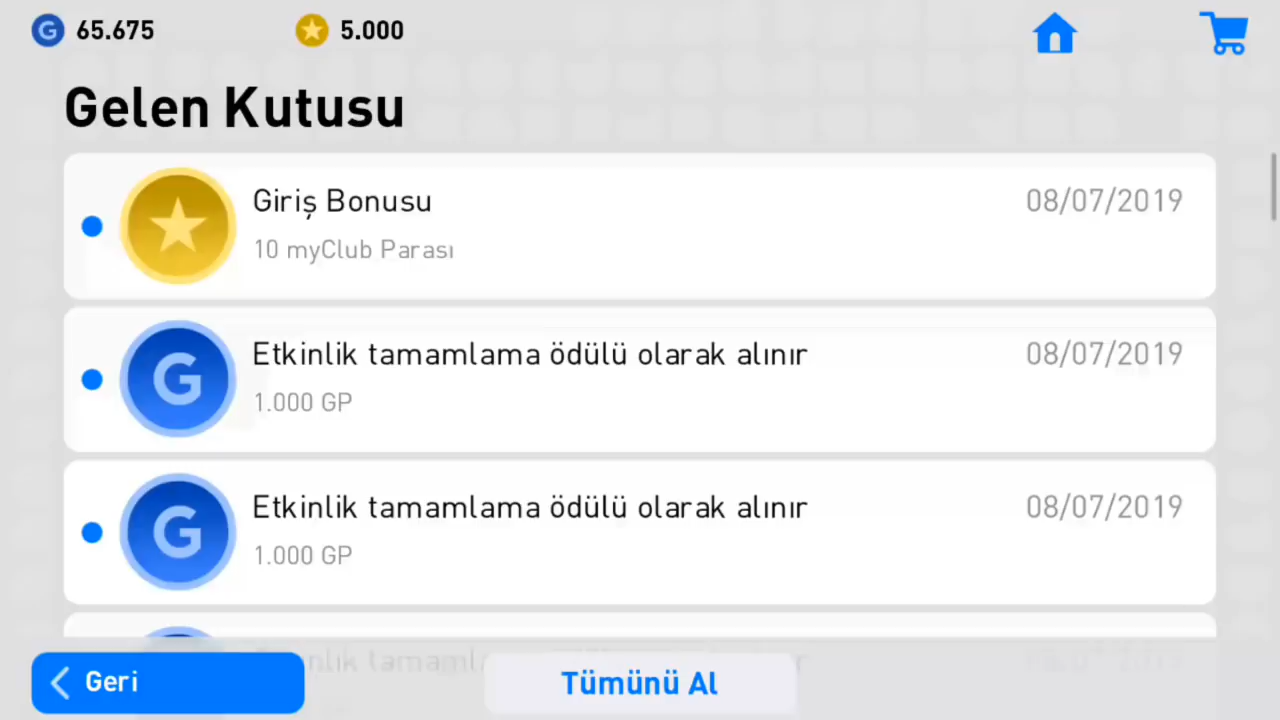 65.675
5.000
Gelen Kutusu
Giriş Bonusu
08/07/2019
10 myClub Parası
Etkinlik tamamlama ödülü olarak alınır
08/07/2019
1.000 GP
Etkinlik tamamlama ödülü olarak alınır
08/07/2019
1.000 GP
Geri
Tümünü Al